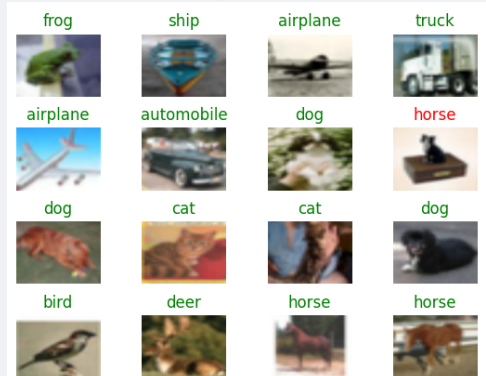 frog ship airplane truck
airplane automobile dog horse
dog cat cat dog
bird deer horse horse